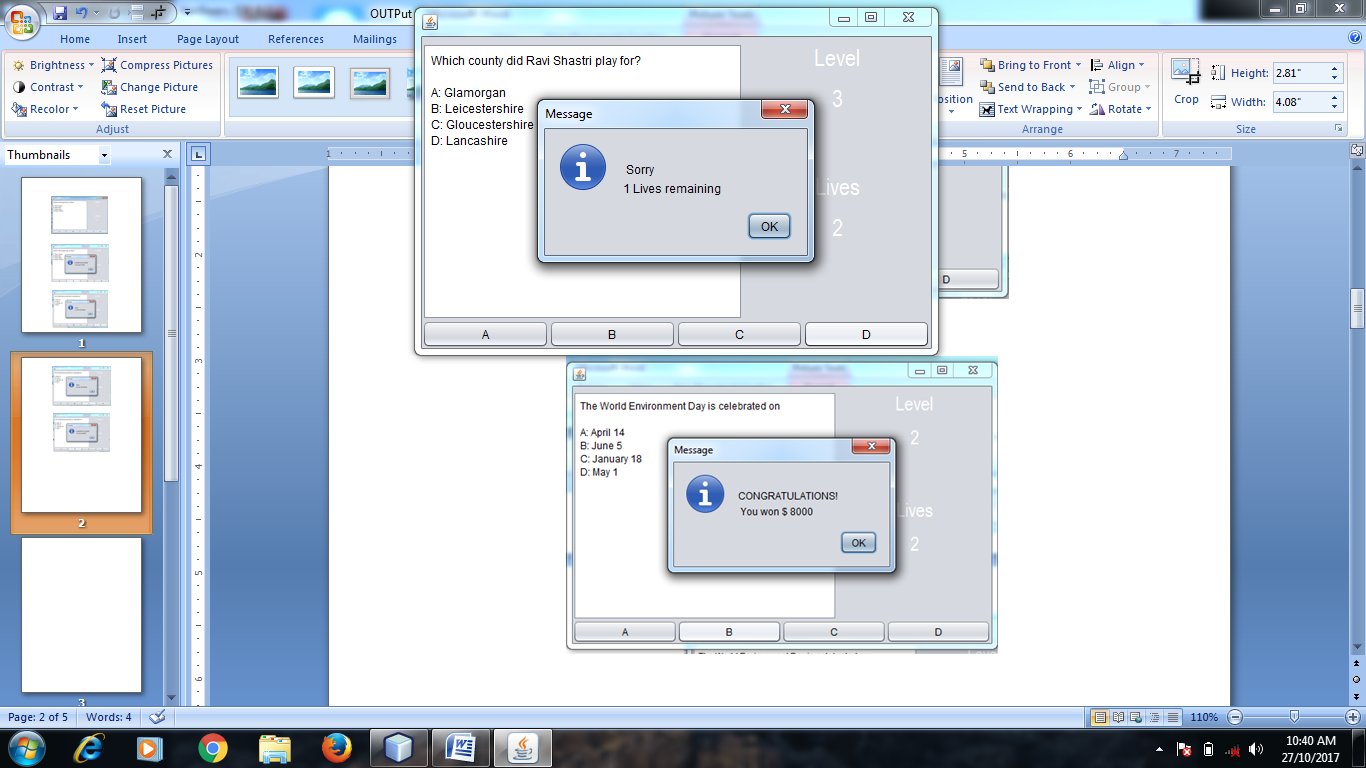 OUTPut
Home Insert Page Layout References Mailings
Brightness Compress Pictures
Contrast Change Picture
Recolor Reset Picture
Adjust
Bring to Front Align
Send to Back Group
Text Wrapping Rotate
Arrange
Crop
Height: 2.81"
Width: 4.08"
Size
Thumbnails
1
2
3
Which county did Ravi Shastri play for?
A: Glamorgan
B: Leicestershire
C: Gloucestershire
D: Lancashire
Level
3
Lives
2
Message
Sorry
1 Lives remaining
OK
A B C D
D
The World Environment Day is celebrated on
A: April 14
B: June 5
C: January 18
D: May 1
Level
2
Lives
2
Message
CONGRATULATIONS!
You won $ 8000
OK
A B C D
Page: 2 of 5 Words: 4 110%
10:40 AM
27/10/2017